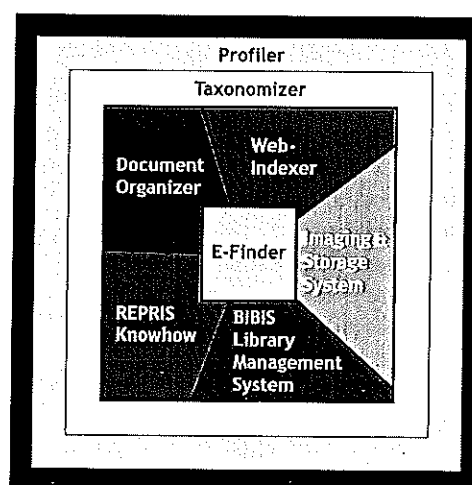 Profiler
Taxonomizer
Document
Organizer
Web-
Indexer
E-Finder
Imaging &
Storage
System
REPRIS
Knowhow
BIBIS
Library
Management
System